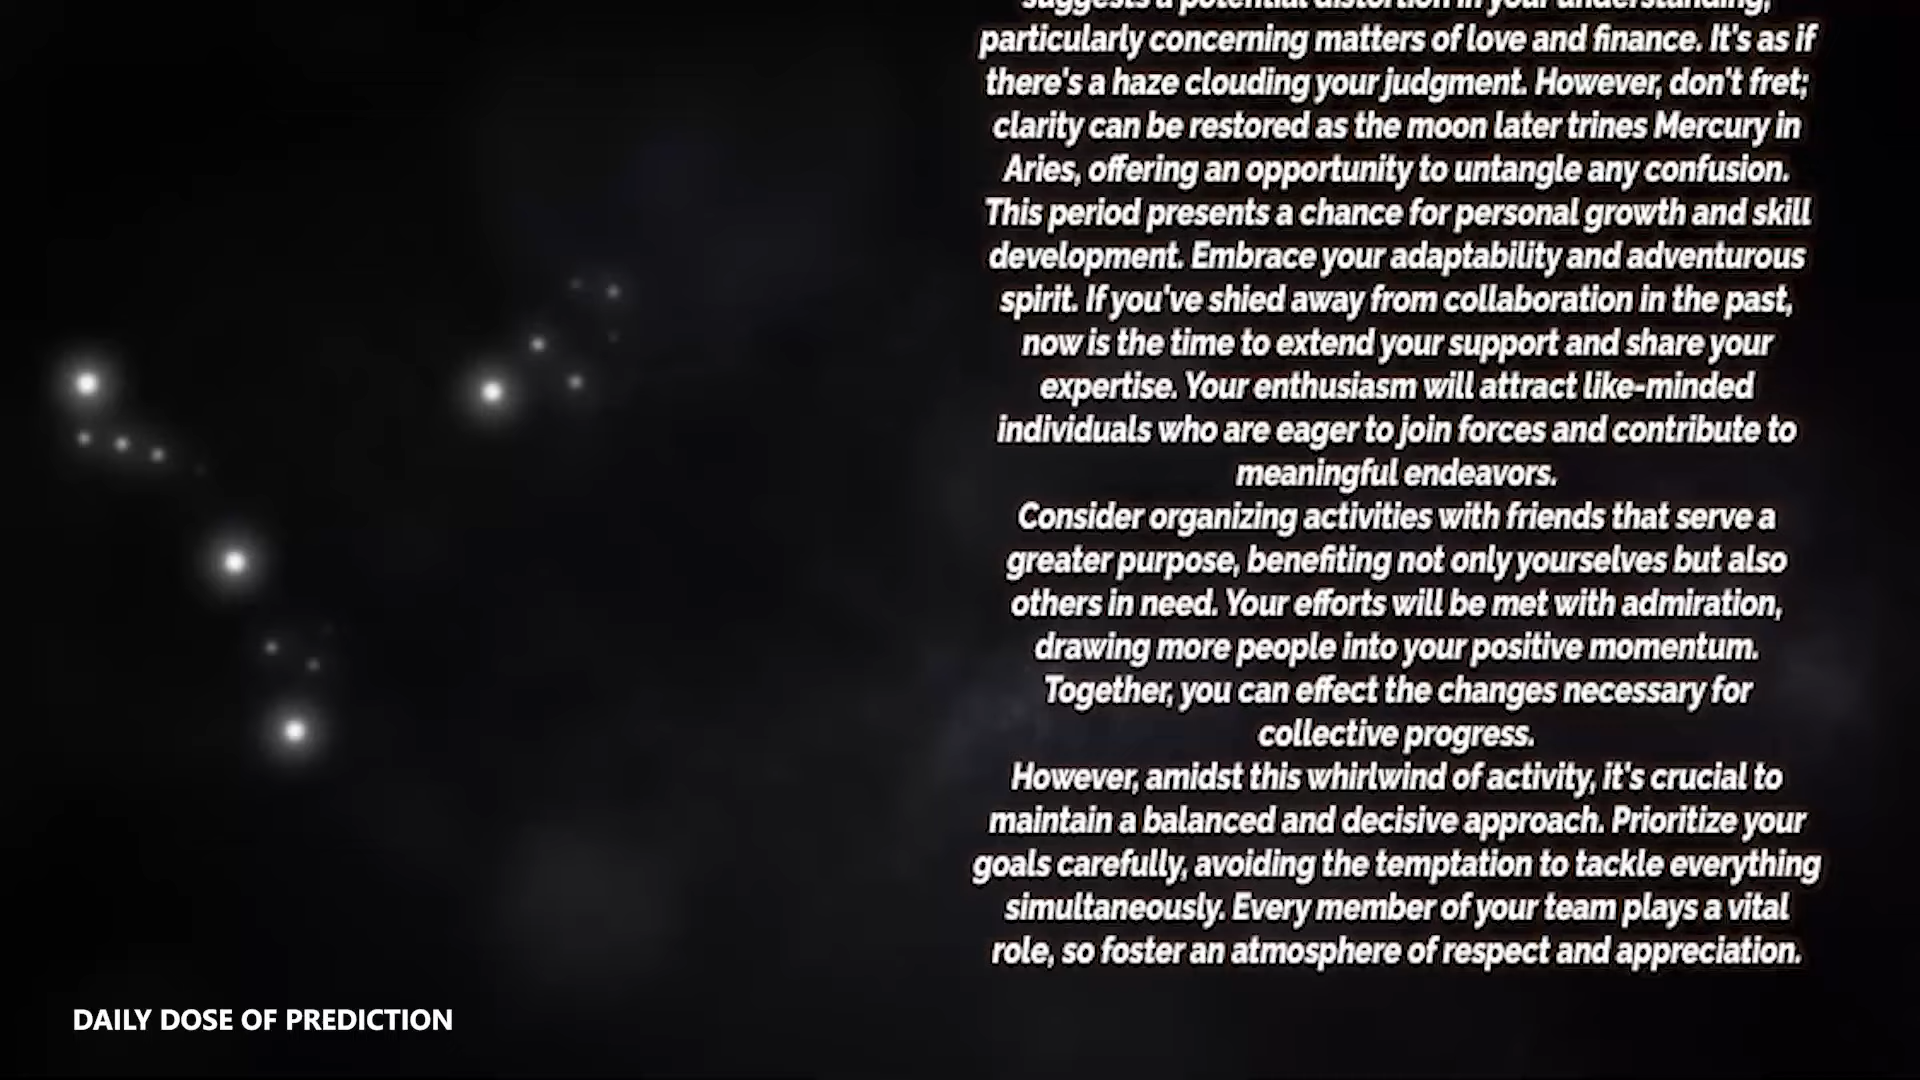 suggests a potential distortion in your understanding,
particularly concerning matters of love and finance. It's as if
there's a haze clouding your judgment. However, don't fret;
clarity can be restored as the moon later trines Mercury in
Aries, offering an opportunity to untangle any confusion.
This period presents a chance for personal growth and skill
development. Embrace your adaptability and adventurous
spirit. If you've shied away from collaboration in the past,
now is the time to extend your support and share your
expertise. Your enthusiasm will attract like-minded
individuals who are eager to join forces and contribute to
meaningful endeavors.
Consider organizing activities with friends that serve a
greater purpose, benefiting not only yourselves but also
others in need. Your efforts will be met with admiration,
drawing more people into your positive momentum.
Together, you can effect the changes necessary for
collective progress.
However, amidst this whirlwind of activity, it's crucial to
maintain a balanced and decisive approach. Prioritize your
goals carefully, avoiding the temptation to tackle everything
simultaneously. Every member of your team plays a vital
role, so foster an atmosphere of respect and appreciation.
DAILY DOSE OF PREDICTION